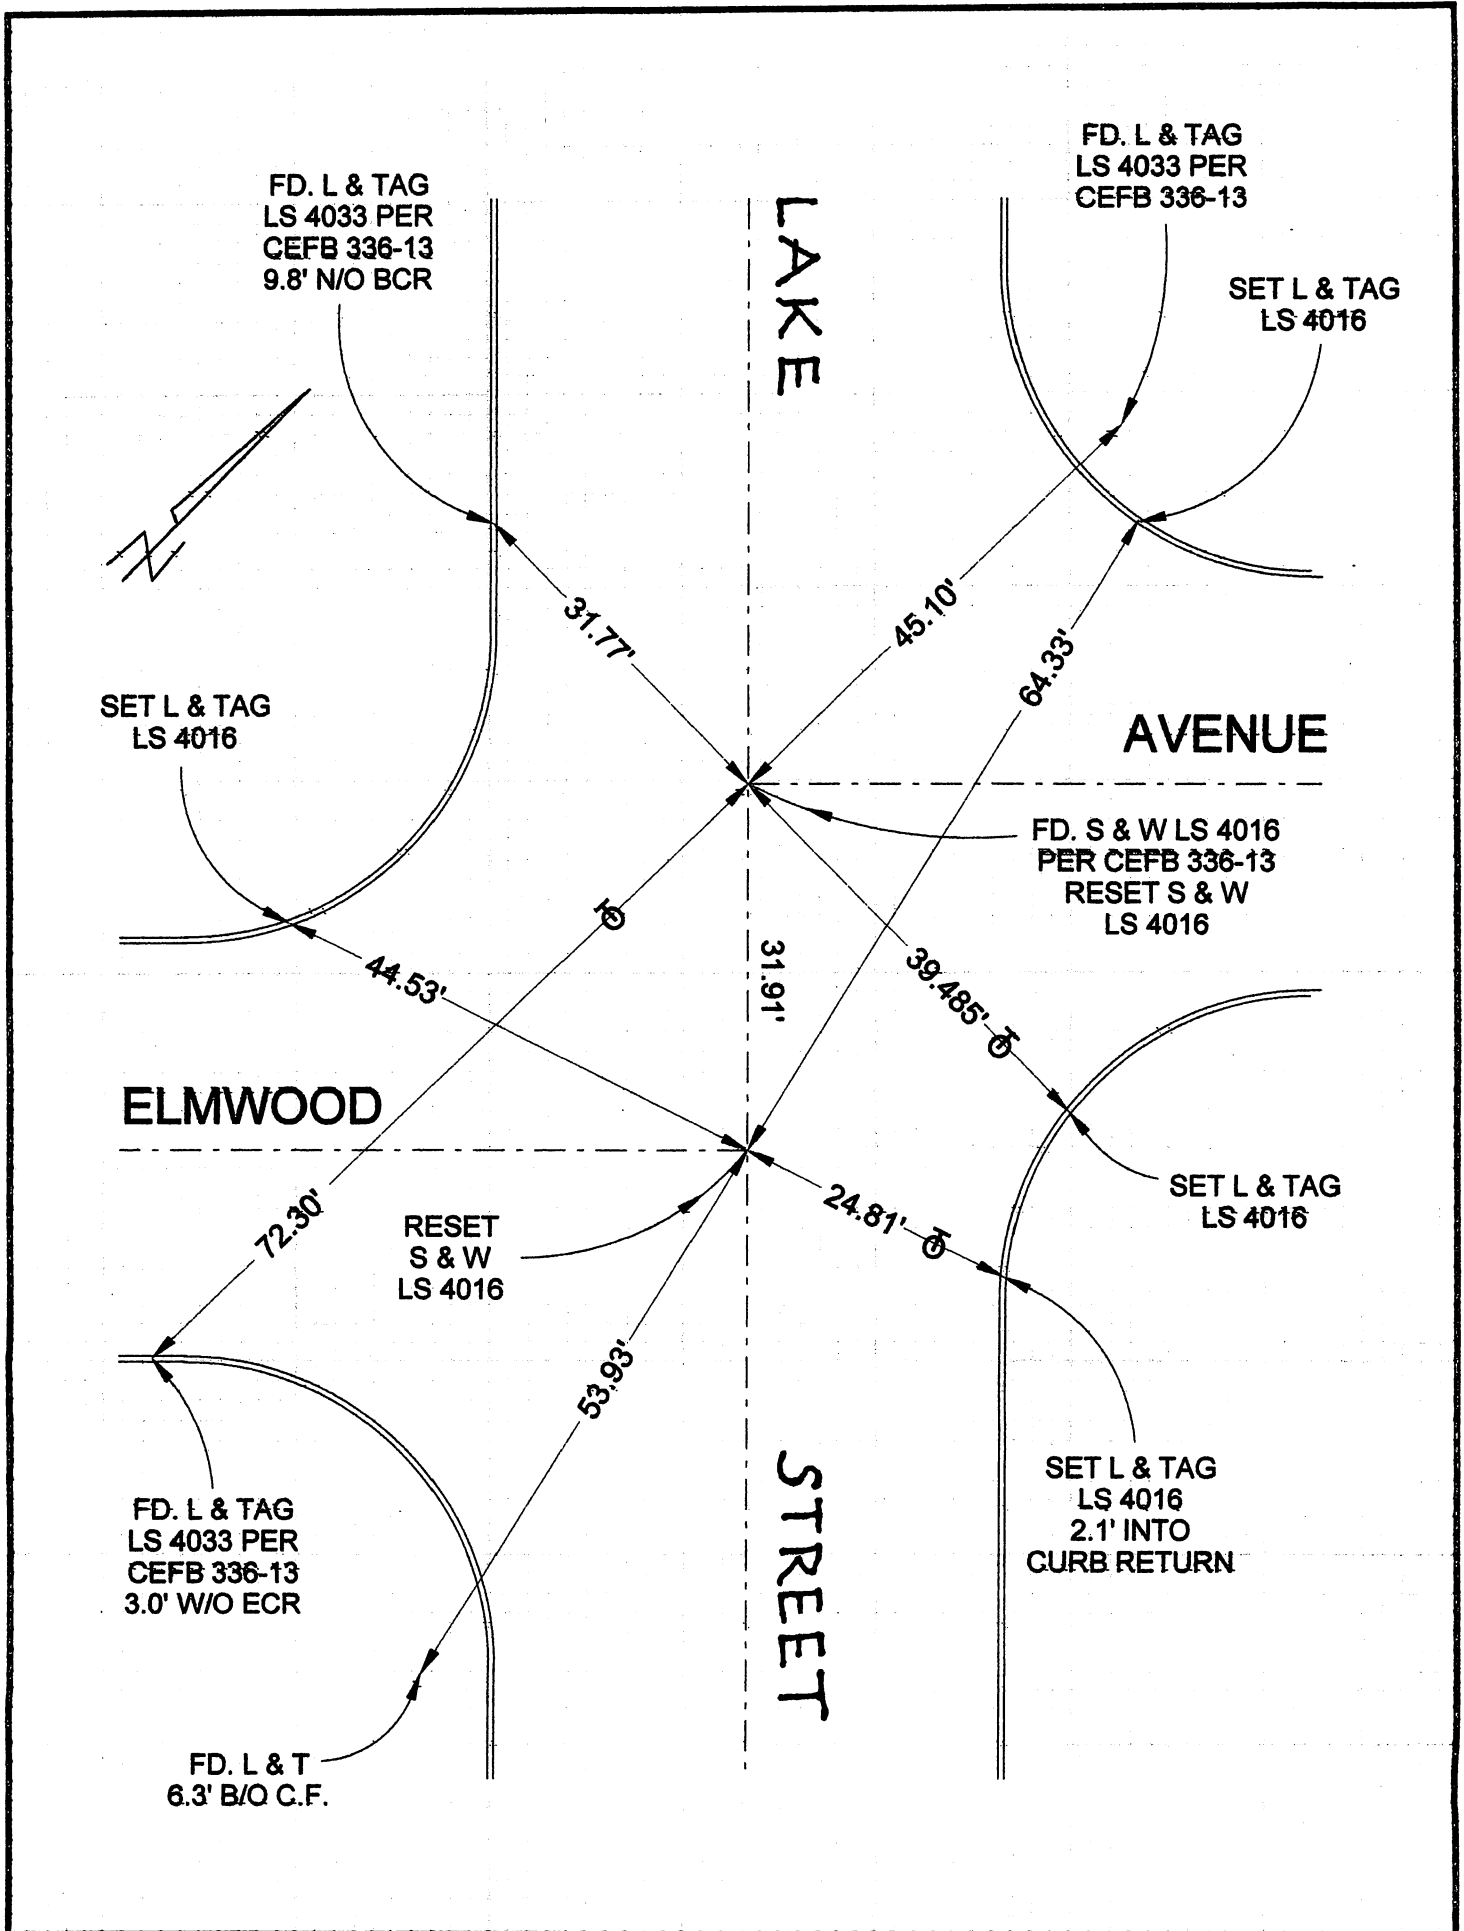 FD. L & TAG
LS 4033 PER
CEFB 336-13
9.8' N/O BCR
LAKE
FD. L & TAG
LS 4033 PER
CEFB 336-13
SET L & TAG
LS 4016
N
31.77'
45.10'
64.33'
SET L & TAG
LS 4016
AVENUE
FD. S & W LS 4016
PER CEFB 336-13
RESET S & W
LS 4016
44.53'
31.91'
39.485'
ELMWOOD
72.30'
RESET
S & W
LS 4016
24.81'
SET L & TAG
LS 4016
53.93'
STREET
SET L & TAG
LS 4016
2.1' INTO
CURB RETURN
FD. L & TAG
LS 4033 PER
CEFB 336-13
3.0' W/O ECR
FD. L & T
6.3' B/O C.F.